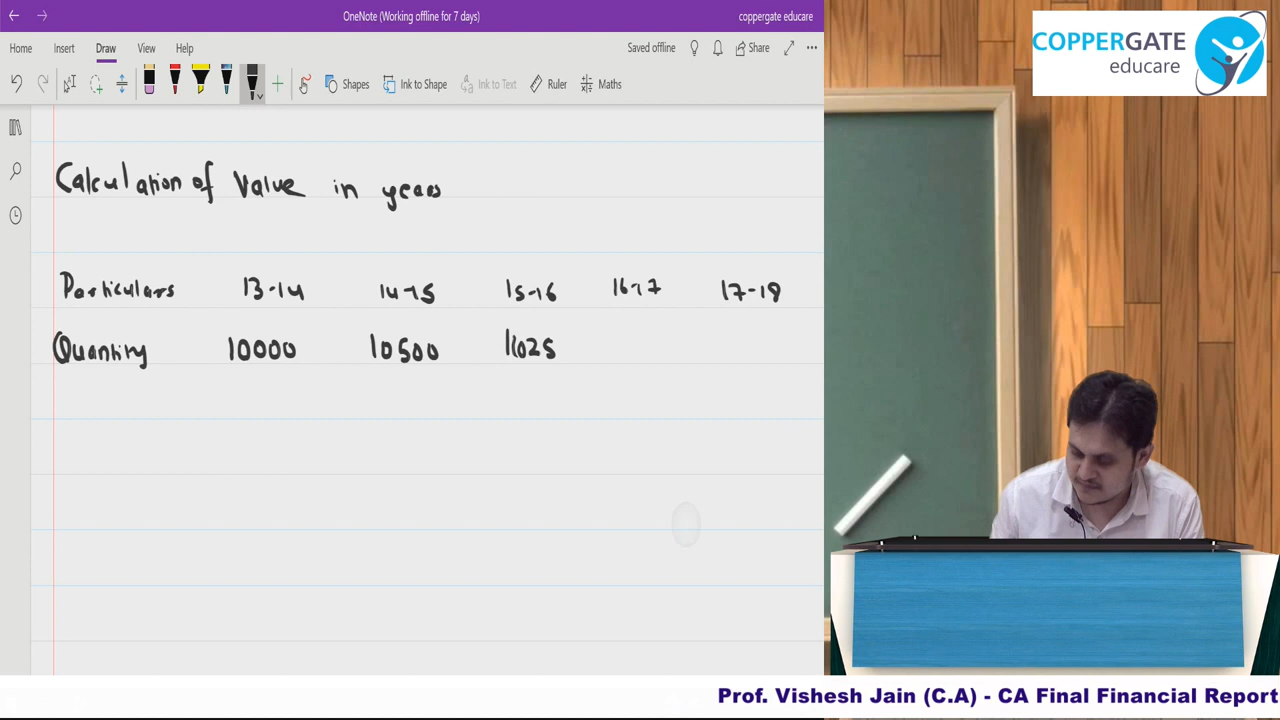 OneNote (Working offline for 7 days)
coppergate educare
Home Insert Draw View Help
Saved offline Share
Shapes Ink to Shape Ink to Text Ruler Maths
COPPERGATE
educare
Calculation of Value in years
Particulars 13-14 14-15 15-16 16-17 17-18
Quantity 10000 10500 11025
Prof. Vishesh Jain (C.A) - CA Final Financial Report